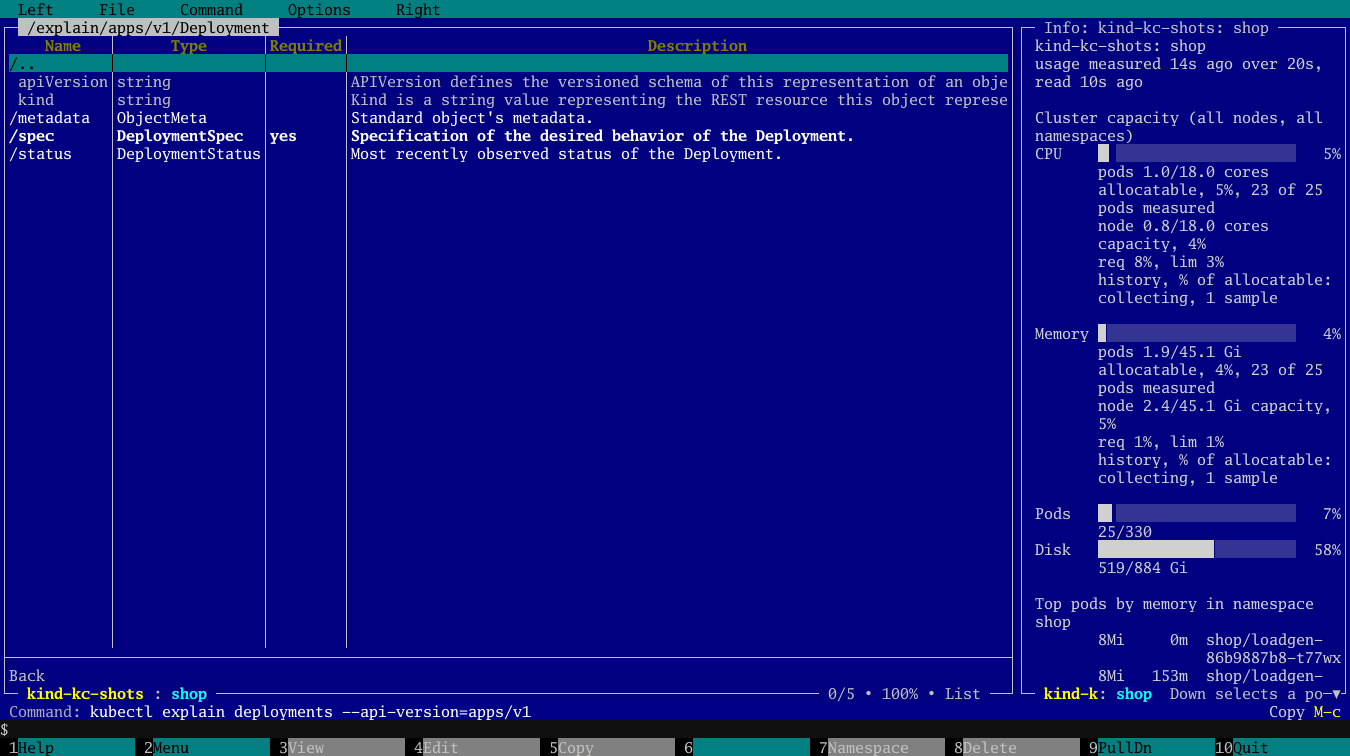 Left File Command Options Right
/explain/apps/v1/Deployment
Name Type Required Description
/..
apiVersion string APIVersion defines the versioned schema of this representation of an obje
kind string Kind is a string value representing the REST resource this object represe
/metadata ObjectMeta Standard object's metadata.
/spec DeploymentSpec yes Specification of the desired behavior of the Deployment.
/status DeploymentStatus Most recently observed status of the Deployment.
Back
kind-kc-shots : shop 0/5 • 100% • List
Info: kind-kc-shots: shop
kind-kc-shots: shop
usage measured 14s ago over 20s,
read 10s ago
Cluster capacity (all nodes, all
namespaces)
CPU 5%
pods 1.0/18.0 cores
allocatable, 5%, 23 of 25
pods measured
node 0.8/18.0 cores
capacity, 4%
req 8%, lim 3%
history, % of allocatable:
collecting, 1 sample
Memory 4%
pods 1.9/45.1 Gi
allocatable, 4%, 23 of 25
pods measured
node 2.4/45.1 Gi capacity,
5%
req 1%, lim 1%
history, % of allocatable:
collecting, 1 sample
Pods 7%
25/330
Disk 58%
519/884 Gi
Top pods by memory in namespace
shop
8Mi 0m shop/loadgen-
86b9887b8-t77wx
8Mi 153m shop/loadgen-
kind-k: shop Down selects a po
Command: kubectl explain deployments --api-version=apps/v1 Copy M-c
$
1Help 2Menu 3View 4Edit 5Copy 6 7Namespace 8Delete 9PullDn 10Quit